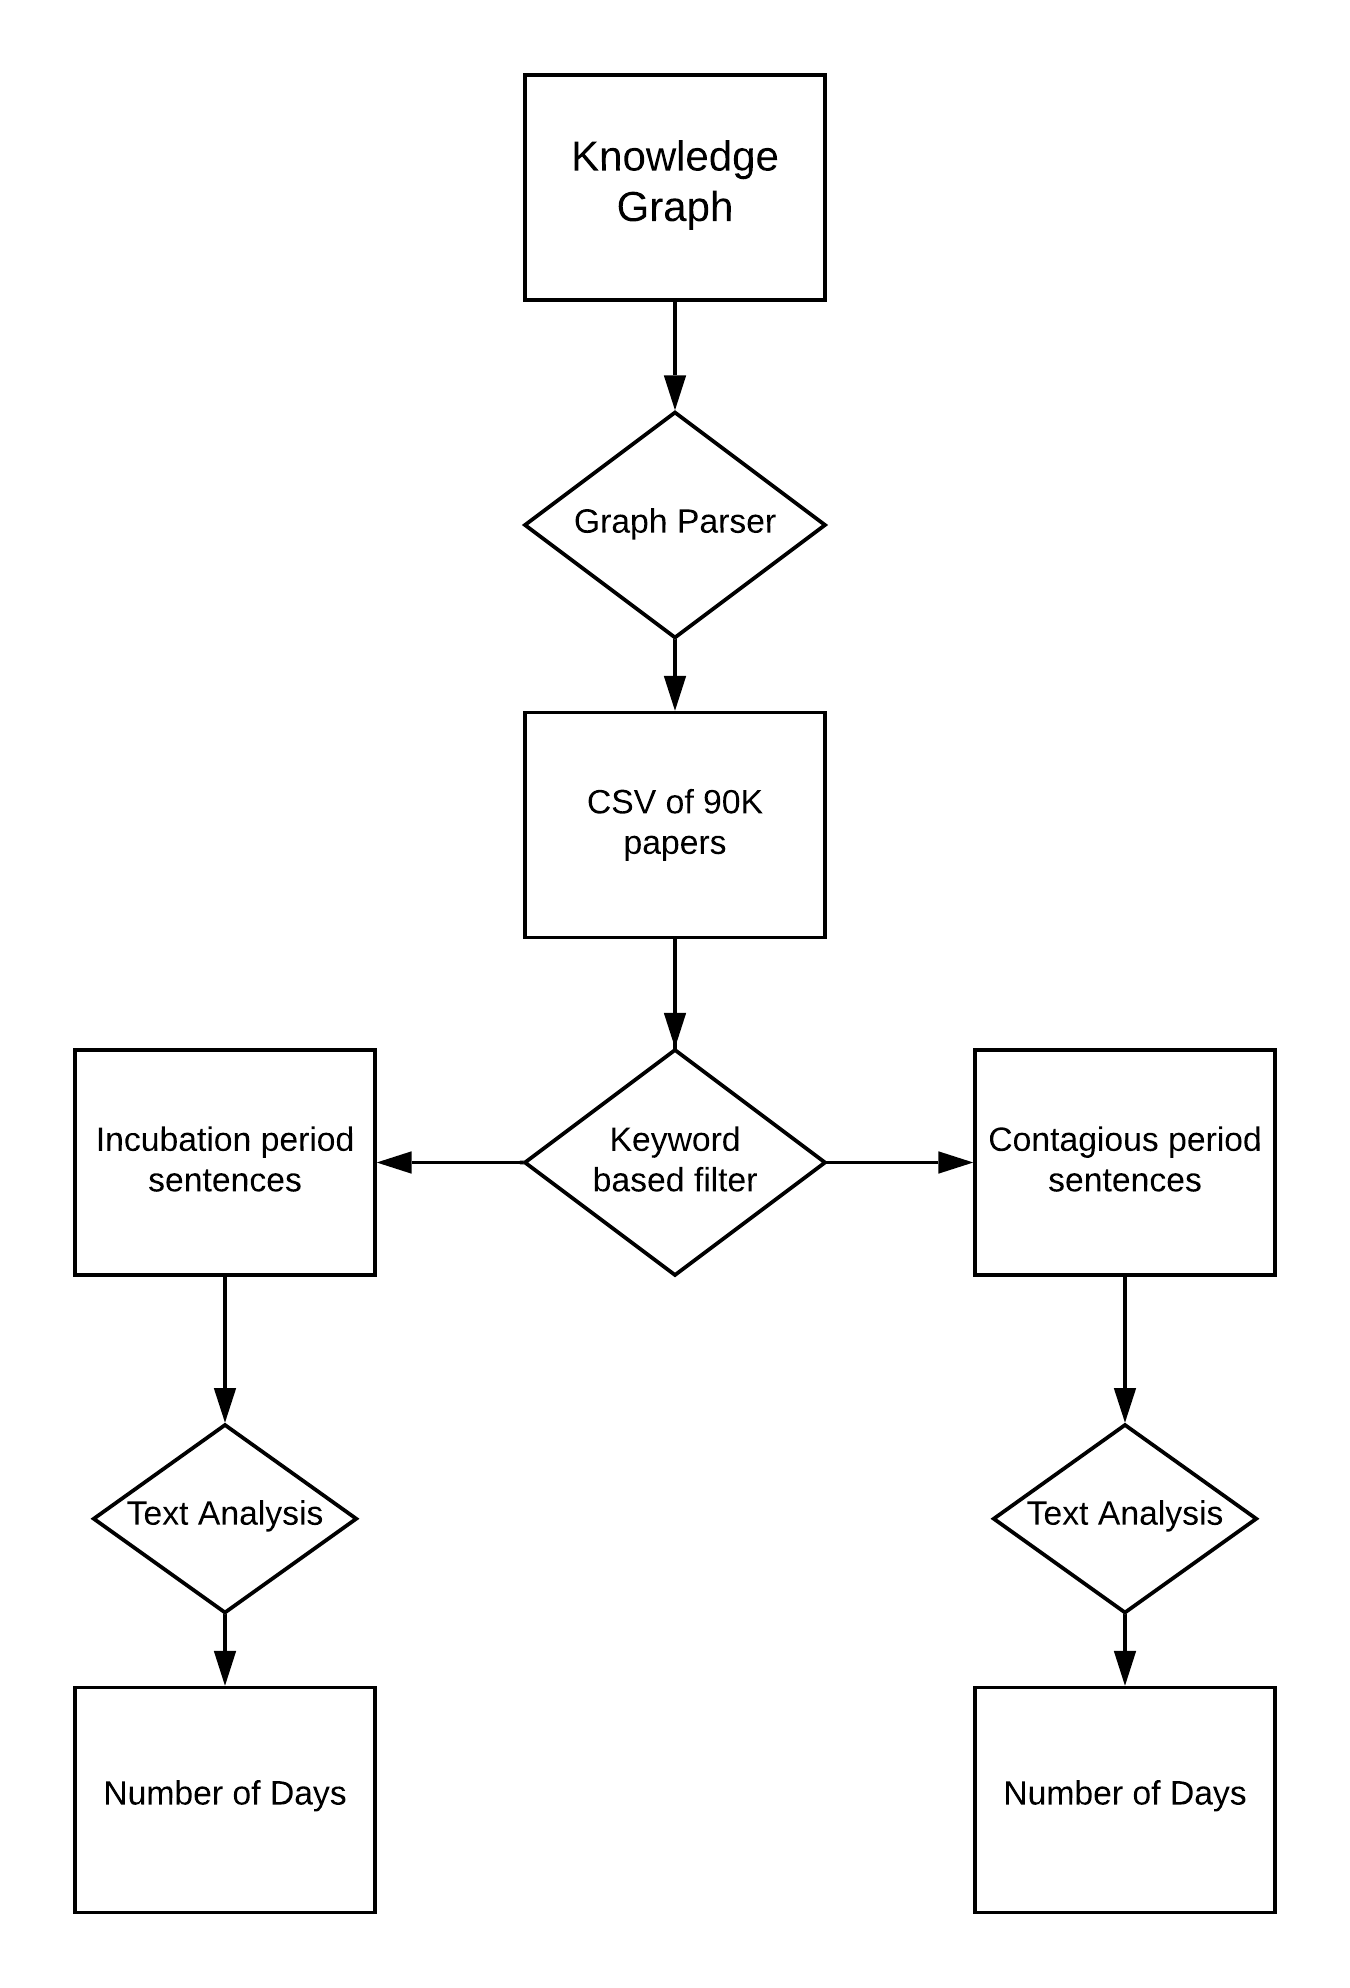 Knowledge
Graph
Graph Parser
CSV of 90K
papers
Incubation period
sentences
Keyword
based filter
Contagious period
sentences
Text Analysis
Text Analysis
Number of Days
Number of Days